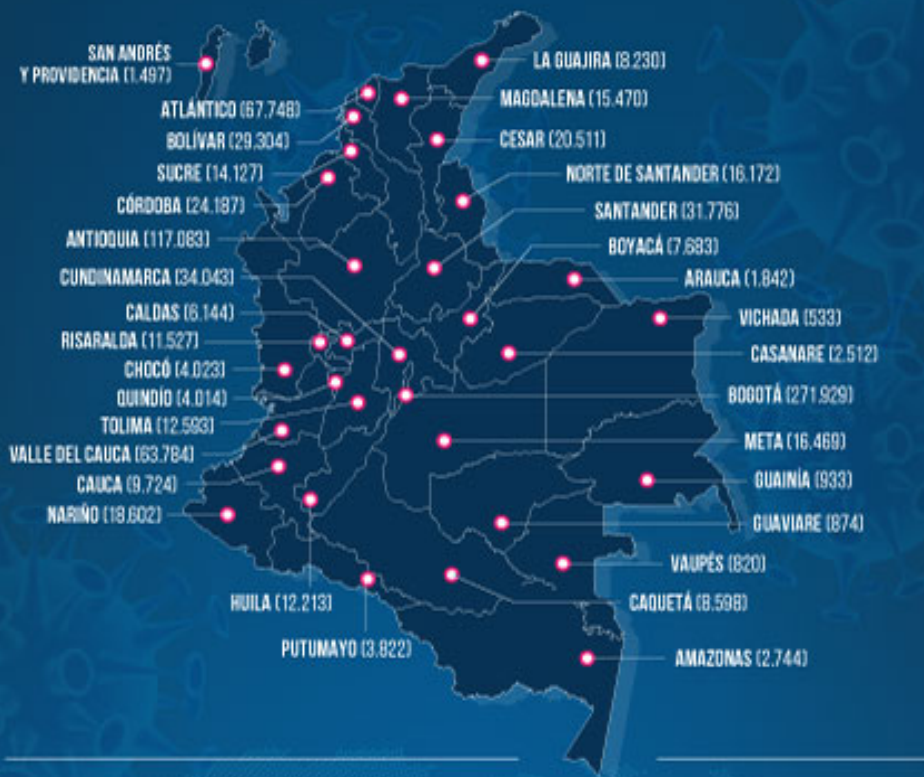 SAN ANDRÉS
Y PROVIDENCIA (1.497)
ATLÁNTICO (67.748)
BOLÍVAR (29.304)
SUCRE (14.127)
CÓRDOBA (24.187)
ANTIOQUIA (117.083)
CUNDINAMARCA (34.043)
CALDAS (6.144)
RISARALDA (11.527)
CHOCÓ (4.023)
QUINDÍO (4.014)
TOLIMA (12.593)
VALLE DEL CAUCA (63.784)
CAUCA (9.724)
NARIÑO (18.602)
HUILA (12.213)
PUTUMAYO (3.822)
LA GUAJIRA (8.230)
MAGDALENA (15.470)
CESAR (20.511)
NORTE DE SANTANDER (16.172)
SANTANDER (31.776)
BOYACÁ (7.683)
ARAUCA (1.842)
VICHADA (533)
CASANARE (2.512)
BOGOTÁ (271.929)
META (16.469)
GUAINÍA (933)
GUAVIARE (874)
VAUPÉS (820)
CAQUETÁ (8.598)
AMAZONAS (2.744)